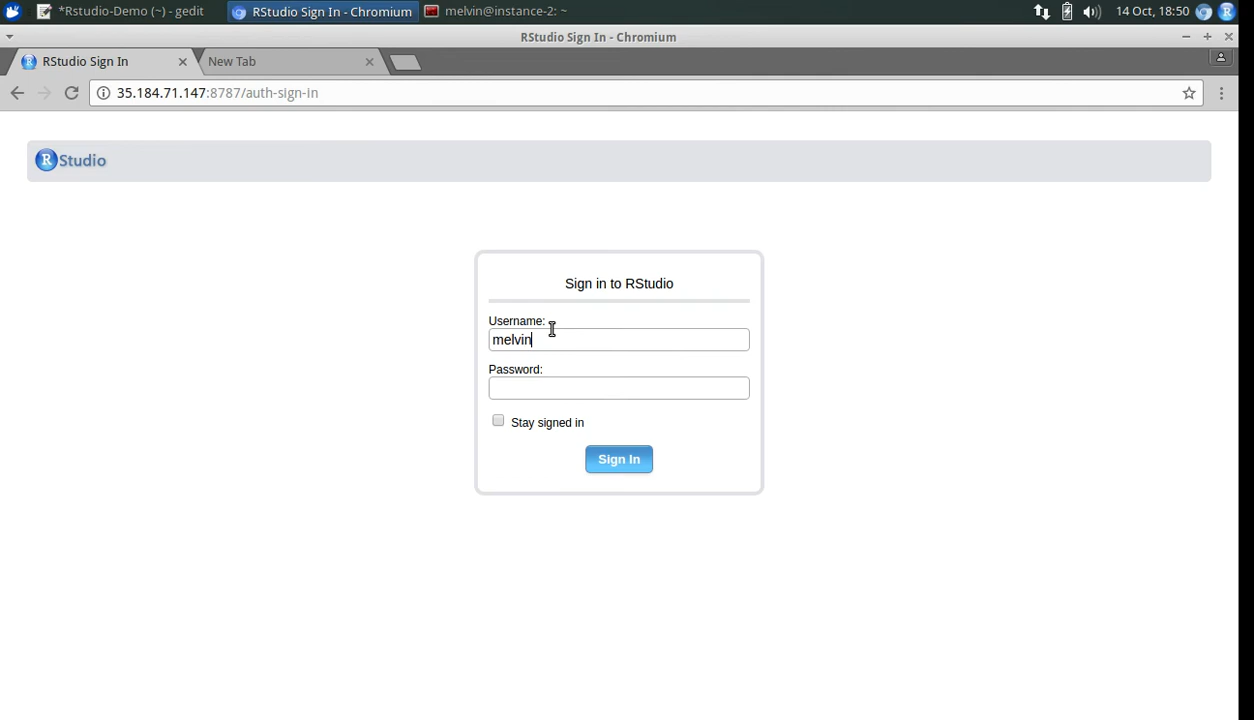 *Rstudio-Demo (~) - gedit RStudio Sign In - Chromium melvin@instance-2: ~ 14 Oct, 18:50
RStudio Sign In - Chromium
RStudio Sign In New Tab
35.184.71.147:8787/auth-sign-in
R Studio
Sign in to RStudio
Username:
melvin
Password:
Stay signed in
Sign In